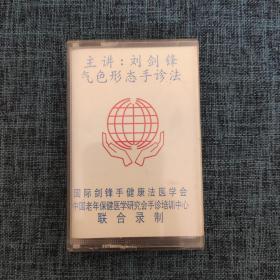 主讲：刘剑锋
气色形态手诊法
国际剑锋手健康法医学会
中国老年保健医学研究会手诊培训中心
联合录制